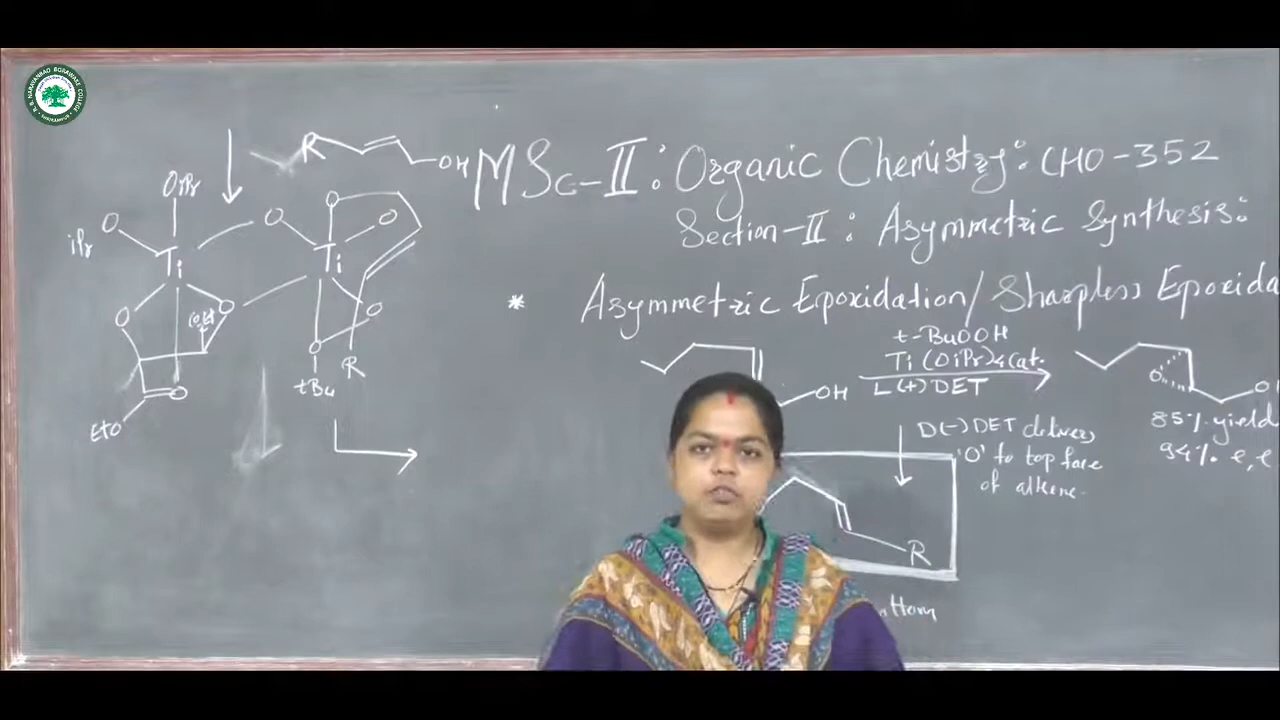 MSc-II: Organic Chemistry: CHO-352
Section-II: Asymmetric Synthesis:
* Asymmetric Epoxidation/Sharpless Epoxida
t-BuOOH
Ti(OiPr)4 cat.
L(+)DET
OH
O
O
85% yield
94% e,e
D(-)DET delivers
'O' to top face
of alkene.
R
ttom
R
OH
OiPr
O
iPr
Ti
O
O
O
O
O
Ti
O
O
tBu
R
COEt
O
EtO